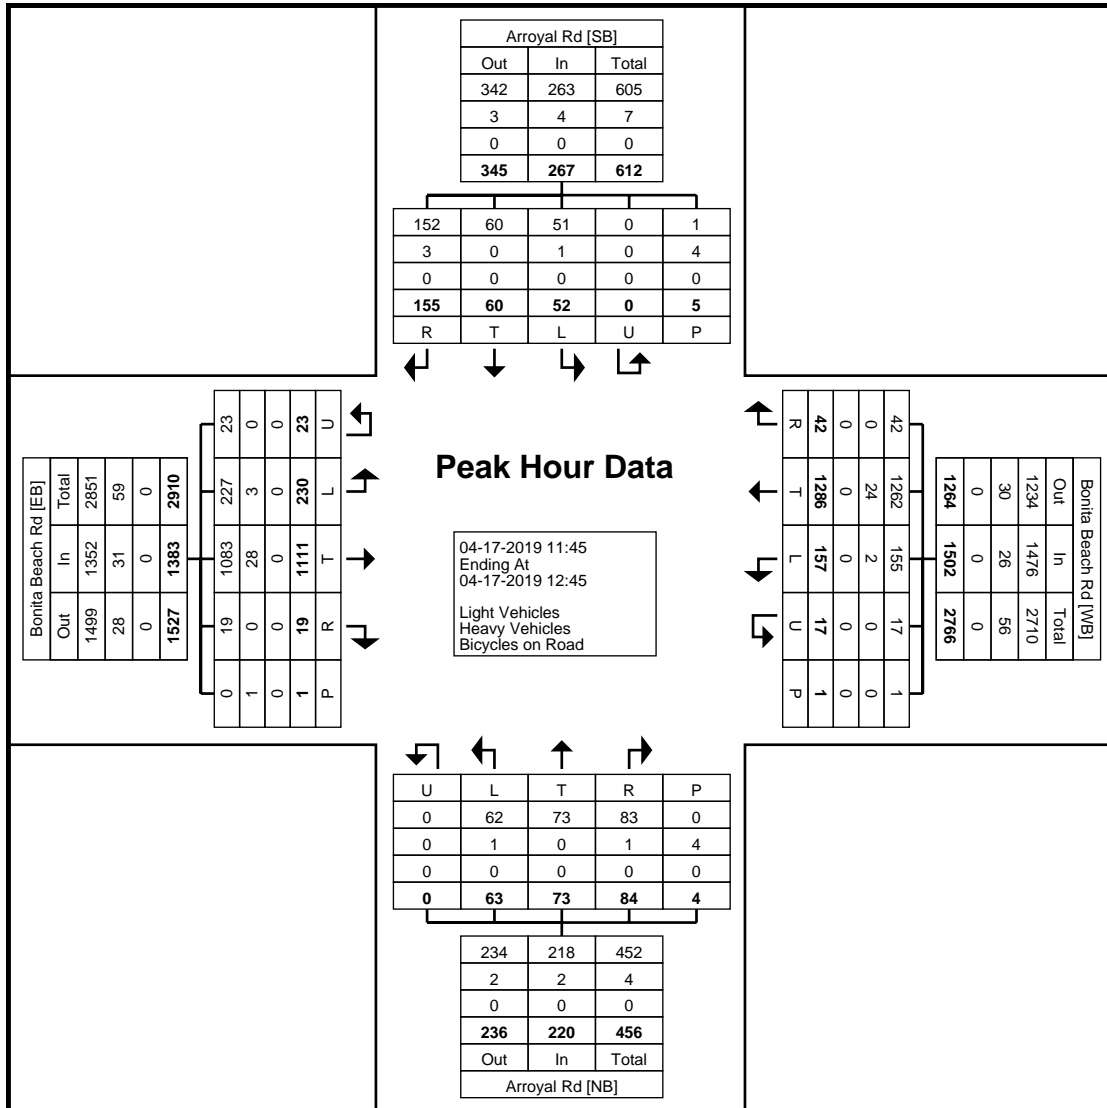 Arroyal Rd [SB]
Out In Total
342 263 605
3 4 7
0 0 0
345 267 612
152 60 51 0 1
3 0 1 0 4
0 0 0 0 0
155 60 52 0 5
R T L U P
Bonita Beach Rd [EB]
Total In Out
2851 1352 1499
59 31 28
0 0 0
2910 1383 1527
23 227 1083 19 0
0 3 28 0 1
0 0 0 0 0
23 230 1111 19 1
U L T R P
Peak Hour Data
04-17-2019 11:45
Ending At
04-17-2019 12:45
Light Vehicles
Heavy Vehicles
Bicycles on Road
R T L U P
42 1286 157 17 1
0 0 0 0 0
0 24 2 0 0
42 1262 155 17 1
1264 1502 2766
0 0 0
30 26 56
1234 1476 2710
Out In Total
Bonita Beach Rd [WB]
U L T R P
0 62 73 83 0
0 1 0 1 4
0 0 0 0 0
0 63 73 84 4
234 218 452
2 2 4
0 0 0
236 220 456
Out In Total
Arroyal Rd [NB]